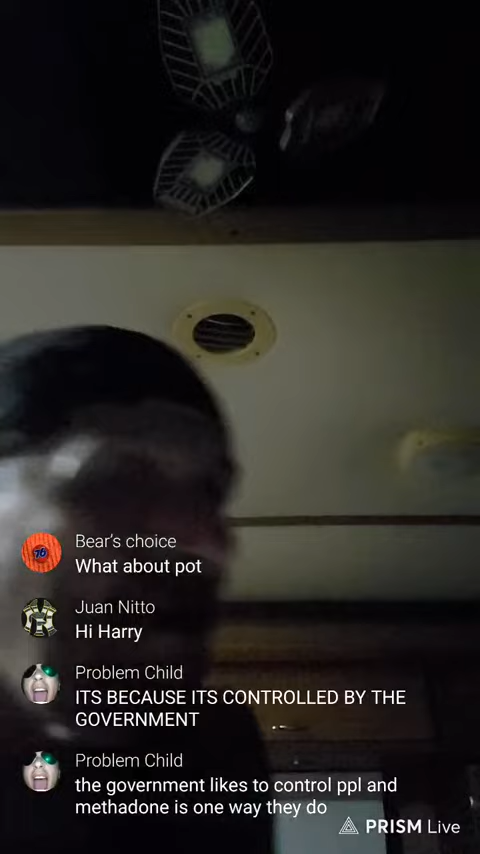 Bear's choice
What about pot
Juan Nitto
Hi Harry
Problem Child
ITS BECAUSE ITS CONTROLLED BY THE
GOVERNMENT
Problem Child
the government likes to control ppl and
methadone is one way they do
PRISM Live